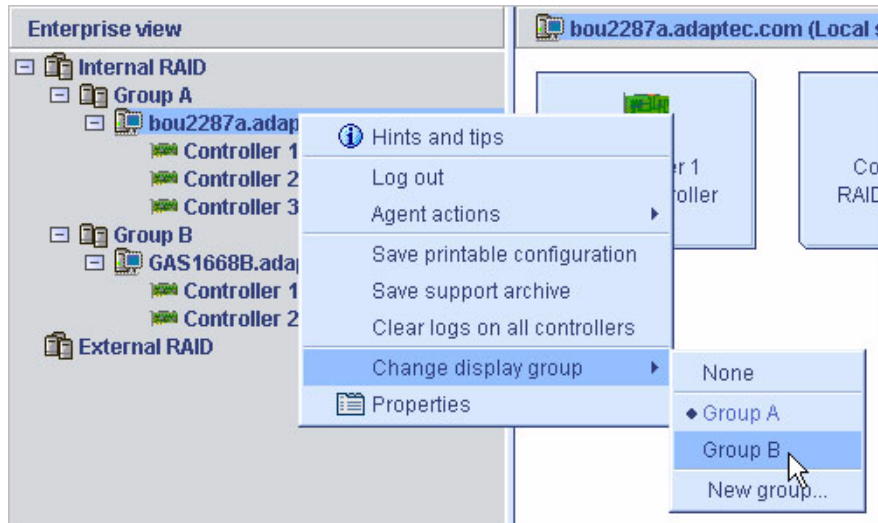 Enterprise view
Internal RAID
Group A
bou2287a.adap
Controller 1
Controller 2
Controller 3
Group B
GAS1668B.ada
Controller 1
Controller 2
External RAID
bou2287a.adaptec.com (Local
Hints and tips
Log out
Agent actions
Save printable configuration
Save support archive
Clear logs on all controllers
Change display group
Properties
None
Group A
Group B
New group...
r 1
roller
Co
RAID